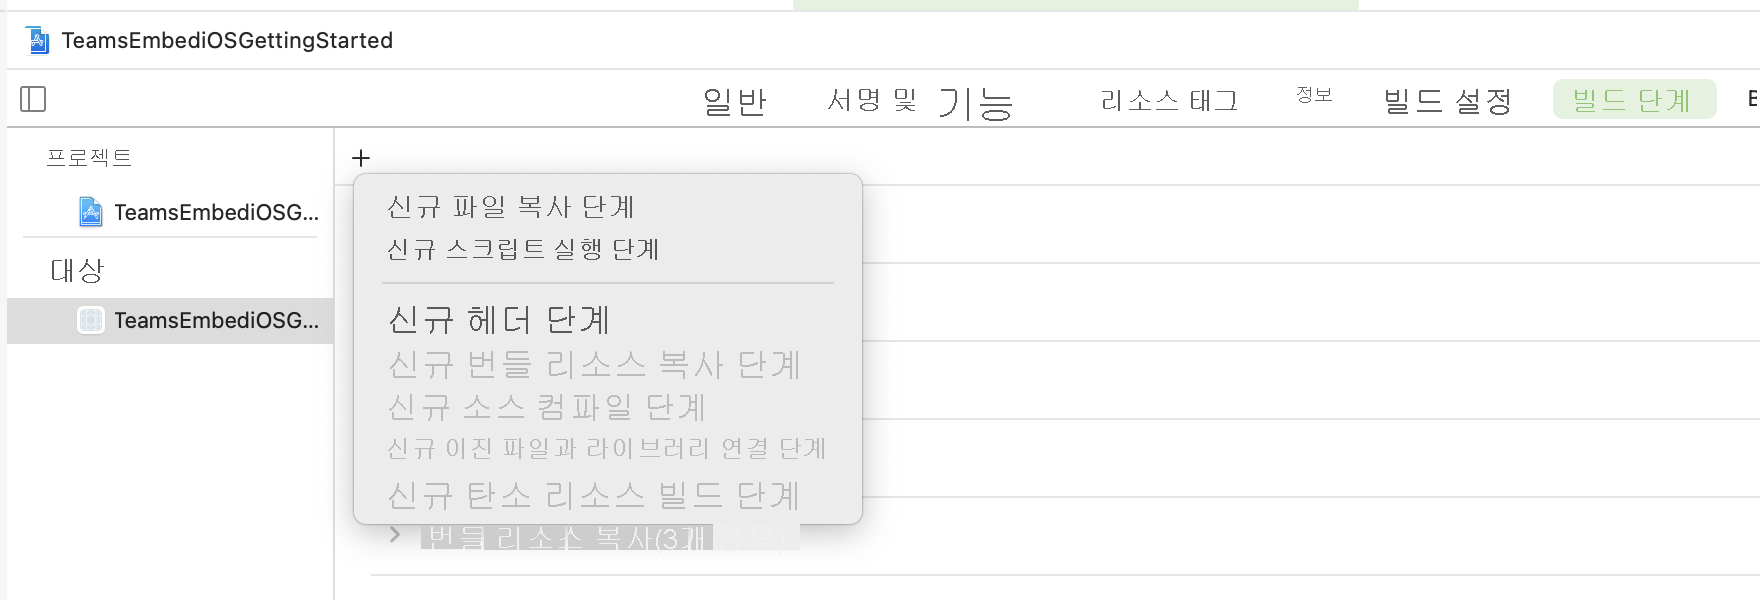 TeamsEmbediOSGettingStarted
일반 서명 및 기능 리소스 태그 정보 빌드 설정 빌드 단계
프로젝트
TeamsEmbediOSG...
대상
TeamsEmbediOSG...
신규 파일 복사 단계
신규 스크립트 실행 단계
신규 헤더 단계
신규 번들 리소스 복사 단계
신규 소스 컴파일 단계
신규 이진 파일과 라이브러리 연결 단계
신규 탄소 리소스 빌드 단계
번들 리소스 복사(3개